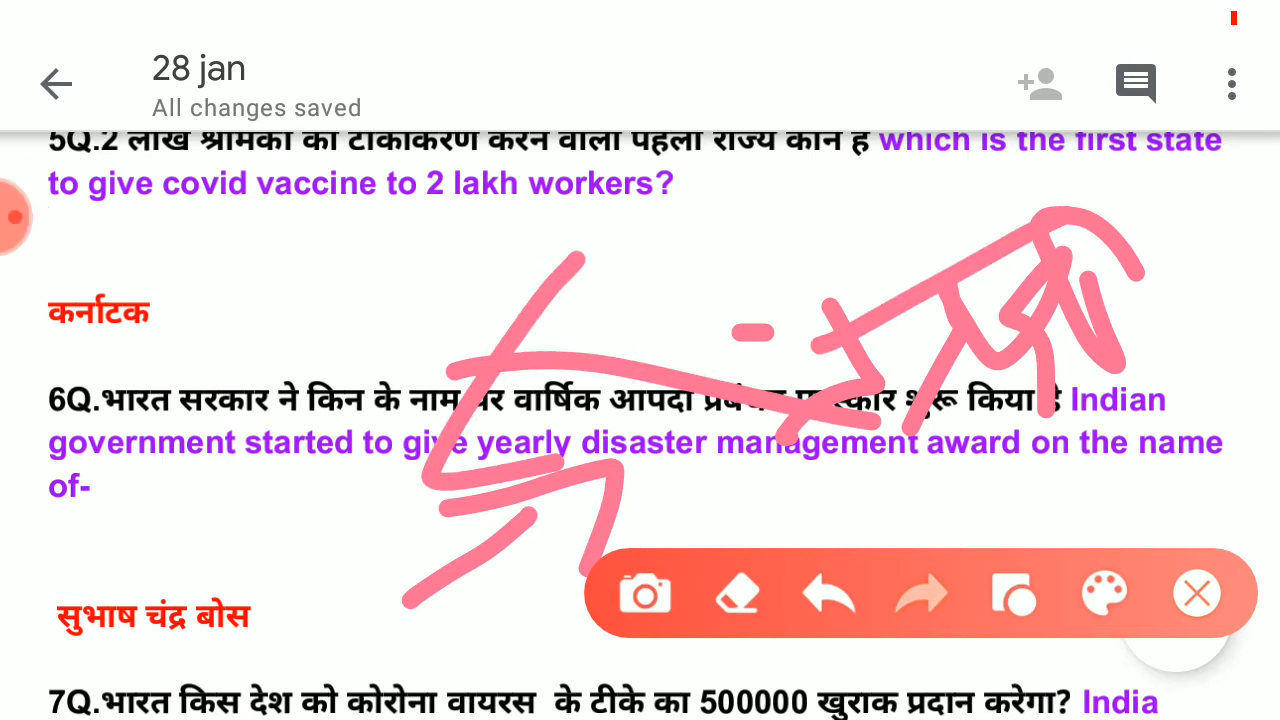 28 jan
All changes saved
5Q.2 लाख श्रमिकों को टीकाकरण करने वाला पहला राज्य कौन है which is the first state
to give covid vaccine to 2 lakh workers?
कर्नाटक
6Q.भारत सरकार ने किन के नाम पर वार्षिक आपदा प्रबंधन पुरस्कार शुरू किया है Indian
government started to give yearly disaster management award on the name
of-
सुभाष चंद्र बोस
7Q.भारत किस देश को कोरोना वायरस के टीके का 500000 खुराक प्रदान करेगा? India